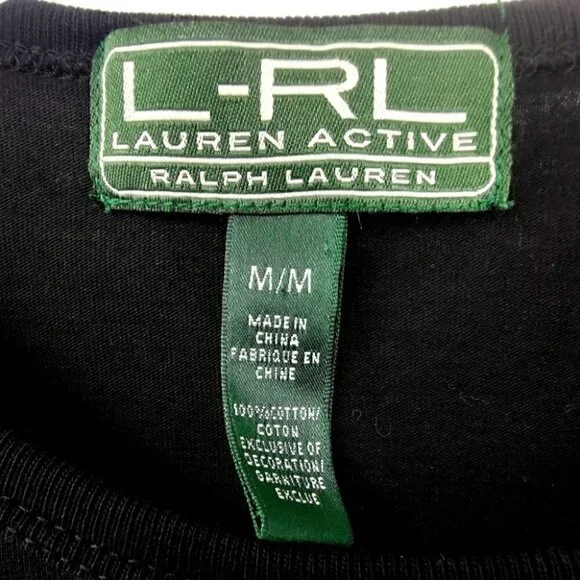 L-RL
LAUREN ACTIVE
RALPH LAUREN
M/M
MADE IN
CHINA
FABRIQUE EN
CHINE
100%COTTON/
COTON
EXCLUSIVE OF
DECORATION/
GARNITURE
EXCLUE